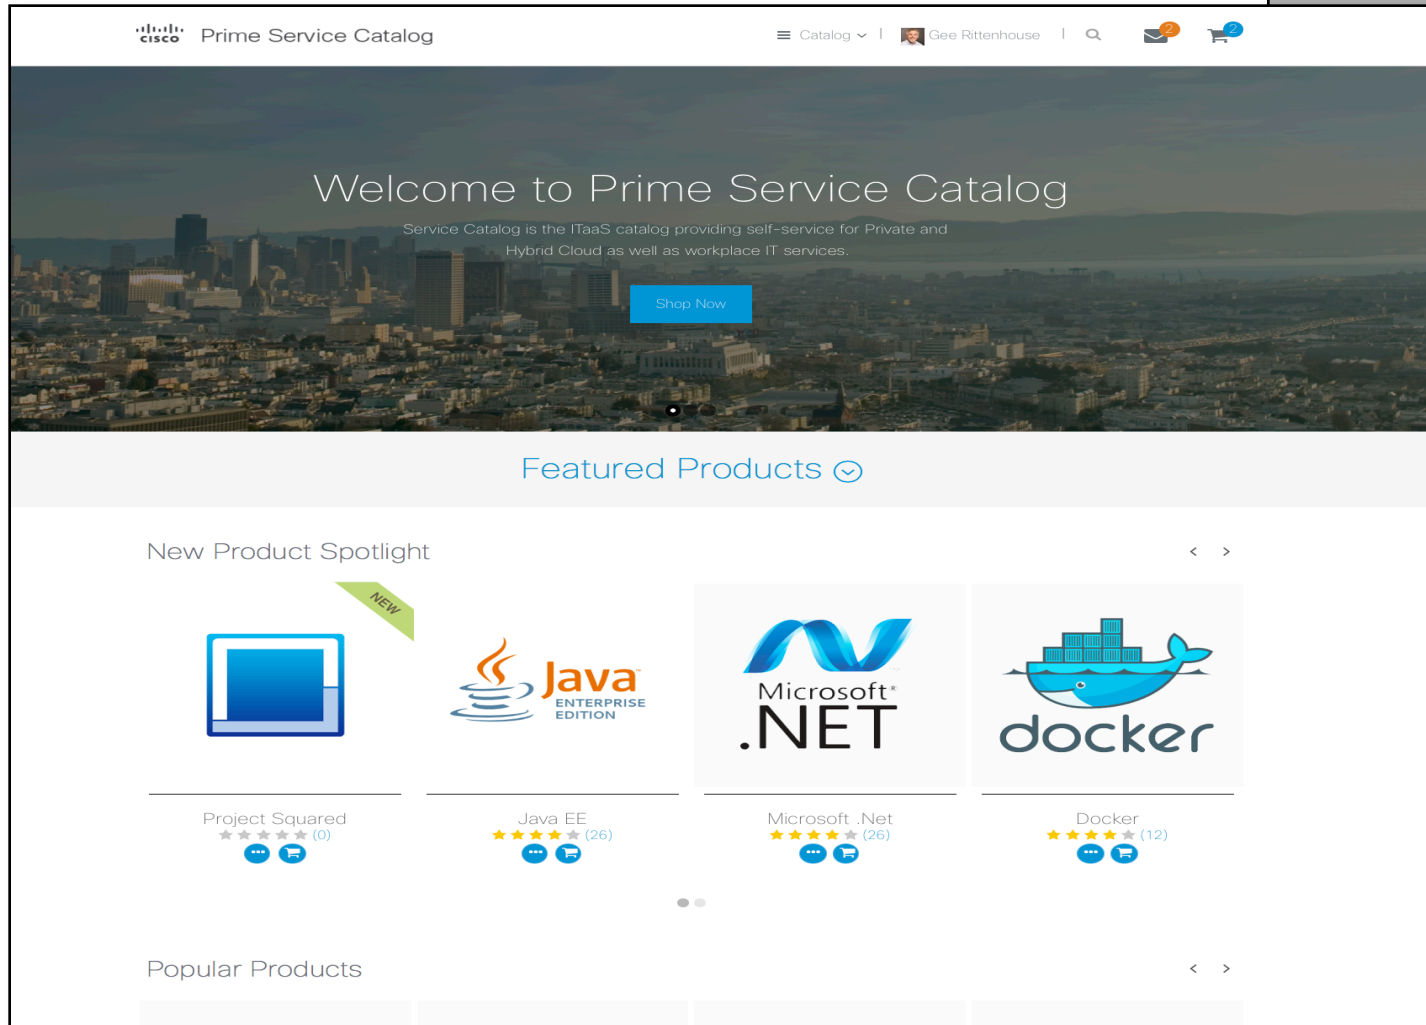 CISCO Prime Service Catalog
Catalog | Gee Rittenhouse | 2 2
Welcome to Prime Service Catalog
Service Catalog is the ITaaS catalog providing self-service for Private and
Hybrid Cloud as well as workplace IT services.
Shop Now
Featured Products
New Product Spotlight < >
NEW
Java™
ENTERPRISE
EDITION
Microsoft®
.NET
docker
Project Squared
(0)
Java EE
(26)
Microsoft .Net
(26)
Docker
(12)
Popular Products < >